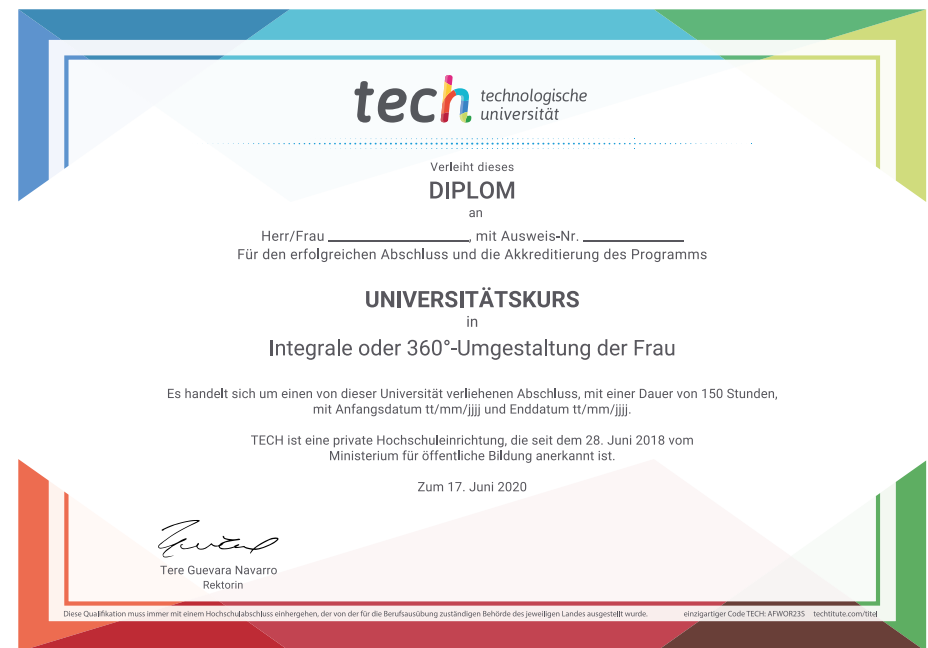 tech technologische
universität
Verleiht dieses
DIPLOM
an
Herr/Frau ____________, mit Ausweis-Nr. ____________
Für den erfolgreichen Abschluss und die Akkreditierung des Programms
UNIVERSITÄTSKURS
in
Integrale oder 360°-Umgestaltung der Frau
Es handelt sich um einen von dieser Universität verliehenen Abschluss, mit einer Dauer von 150 Stunden,
mit Anfangsdatum tt/mm/jjjj und Enddatum tt/mm/jjjj.
TECH ist eine private Hochschuleinrichtung, die seit dem 28. Juni 2018 vom
Ministerium für öffentliche Bildung anerkannt ist.
Zum 17. Juni 2020
Tere Guevara Navarro
Rektorin
Diese Qualifikation muss immer mit einem Hochschulabschluss einhergehen, der von der für die Berufsausübung zuständigen Behörde des jeweiligen Landes ausgestellt wurde. einzigartiger Code TECH: AFWOR23S techtitute.com/titel